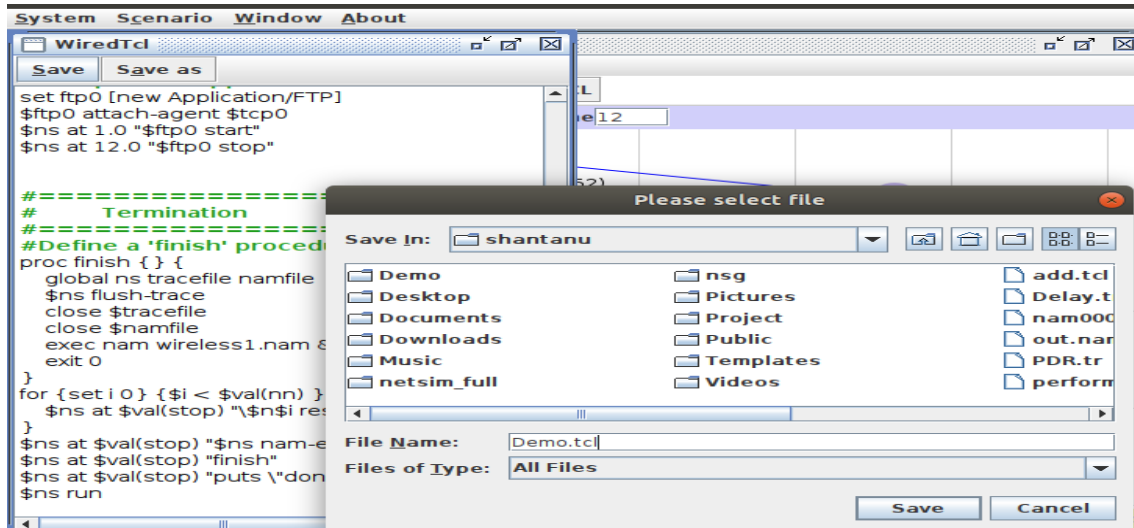 System Scenario Window About
WiredTcl
Save Save as
set ftp0 [new Application/FTP]
$ftp0 attach-agent $tcp0
$ns at 1.0 "$ftp0 start"
$ns at 12.0 "$ftp0 stop"
#==================
# Termination
#==================
#Define a 'finish'
proc finish { } {
global ns tracefile namfile
$ns flush-trace
close $tracefile
close $namfile
exec nam wireless1.nam &
exit 0
}
for {set i 0} {$i < $val(nn) }
$ns at $val(stop) "\$n$i
}
$ns at $val(stop) "$ns
$ns at $val(stop) "finish"
$ns at $val(stop) "puts \"don
$ns run
12
52)
Please select file
Save In: shantanu
Demo
Desktop
Documents
Downloads
Music
netsim_full
nsg
Pictures
Project
Public
Templates
Videos
add.tcl
Delay.t
nam000
PDR.tr
perform
File Name: Demo.tcl
Files of Type: All Files
Save Cancel